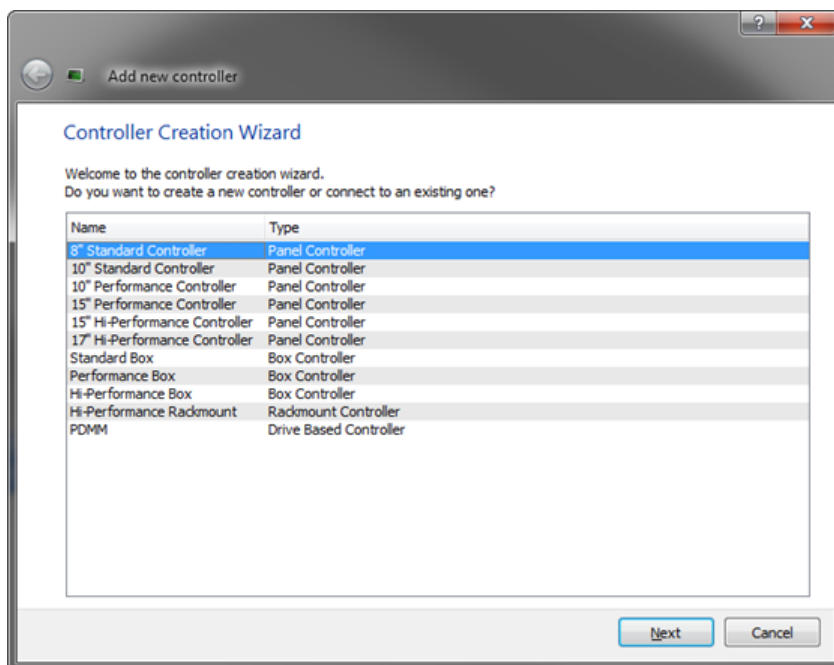 ?
Add new controller
Controller Creation Wizard
Welcome to the controller creation wizard.
Do you want to create a new controller or connect to an existing one?
Name Type
8" Standard Controller Panel Controller
10" Standard Controller Panel Controller
10" Performance Controller Panel Controller
15" Performance Controller Panel Controller
15" Hi-Performance Controller Panel Controller
17" Hi-Performance Controller Panel Controller
Standard Box Box Controller
Performance Box Box Controller
Hi-Performance Box Box Controller
Hi-Performance Rackmount Rackmount Controller
PDMM Drive Based Controller
Next Cancel